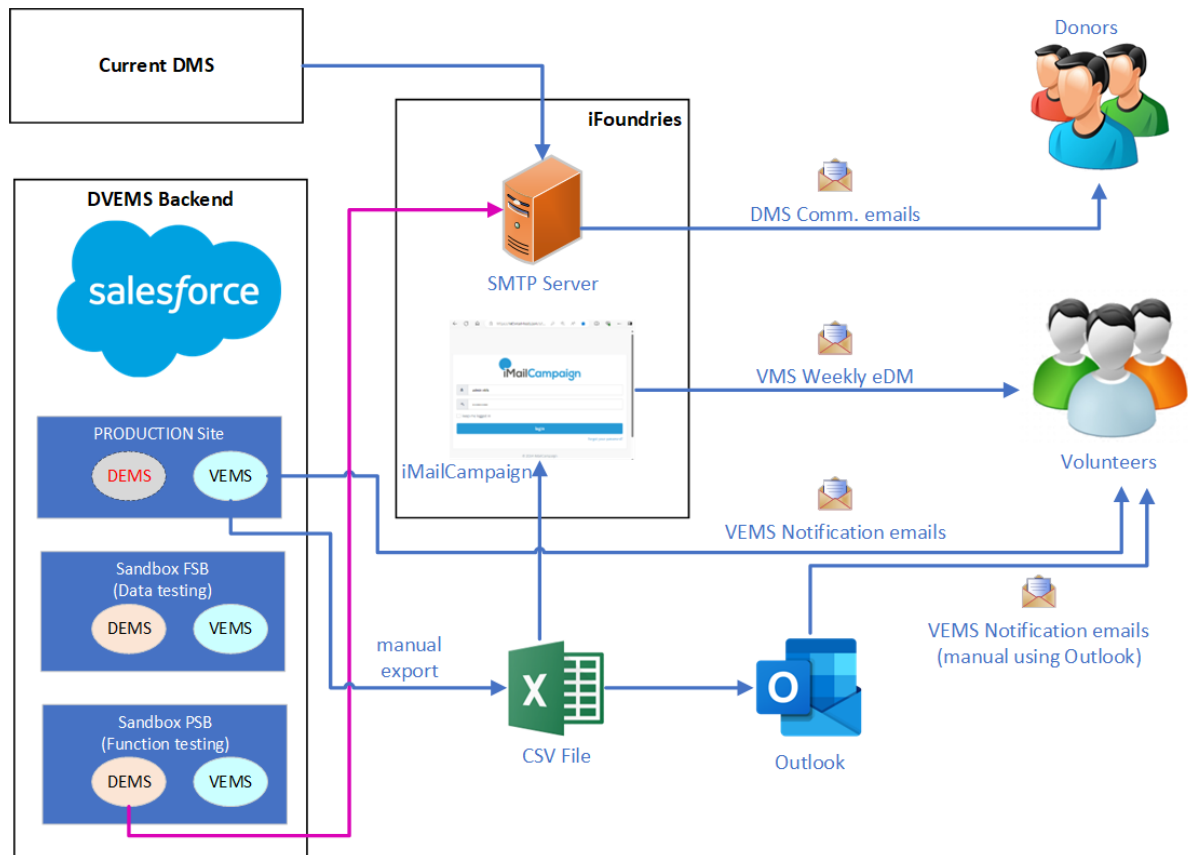 Current DMS
Donors
iFoundries
DVEMS Backend
salesforce
SMTP Server
DMS Comm. emails
iMailCampaign
login
iMailCampaign
VMS Weekly eDM
Volunteers
PRODUCTION Site
DEMS
VEMS
VEMS Notification emails
Sandbox FSB
(Data testing)
DEMS
VEMS
manual
export
VEMS Notification emails
(manual using Outlook)
X
CSV File
O
Outlook
Sandbox PSB
(Function testing)
DEMS
VEMS